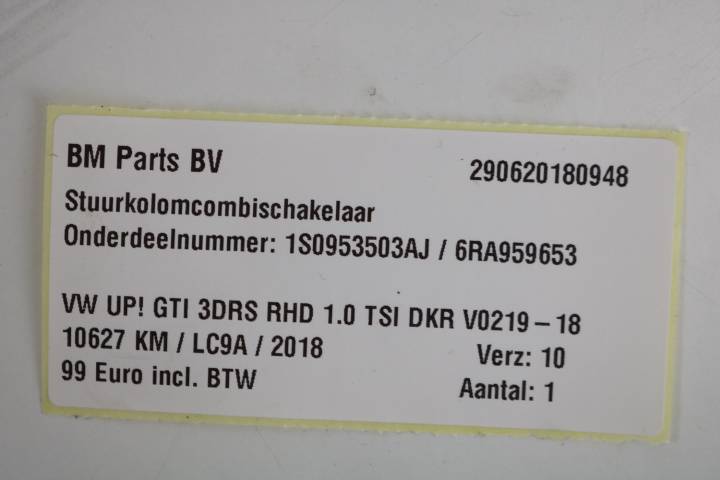 BM Parts BV 290620180948
Stuurkolomcombischakelaar
Onderdeelnummer: 1S0953503AJ / 6RA959653
VW UP! GTI 3DRS RHD 1.0 TSI DKR V0219-18
10627 KM / LC9A / 2018 Verz: 10
99 Euro incl. BTW Aantal: 1